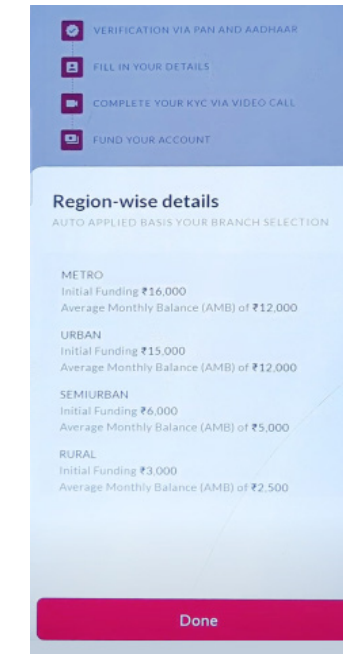 VERIFICATION VIA PAN AND AADHAAR
FILL IN YOUR DETAILS
COMPLETE YOUR KYC VIA VIDEO CALL
FUND YOUR ACCOUNT
Region-wise details
AUTO APPLIED BASIS YOUR BRANCH SELECTION
METRO
Initial Funding ₹16,000
Average Monthly Balance (AMB) of ₹12,000
URBAN
Initial Funding ₹15,000
Average Monthly Balance (AMB) of ₹12,000
SEMIURBAN
Initial Funding ₹6,000
Average Monthly Balance (AMB) of ₹5,000
RURAL
Initial Funding ₹3,000
Average Monthly Balance (AMB) of ₹2,500
Done